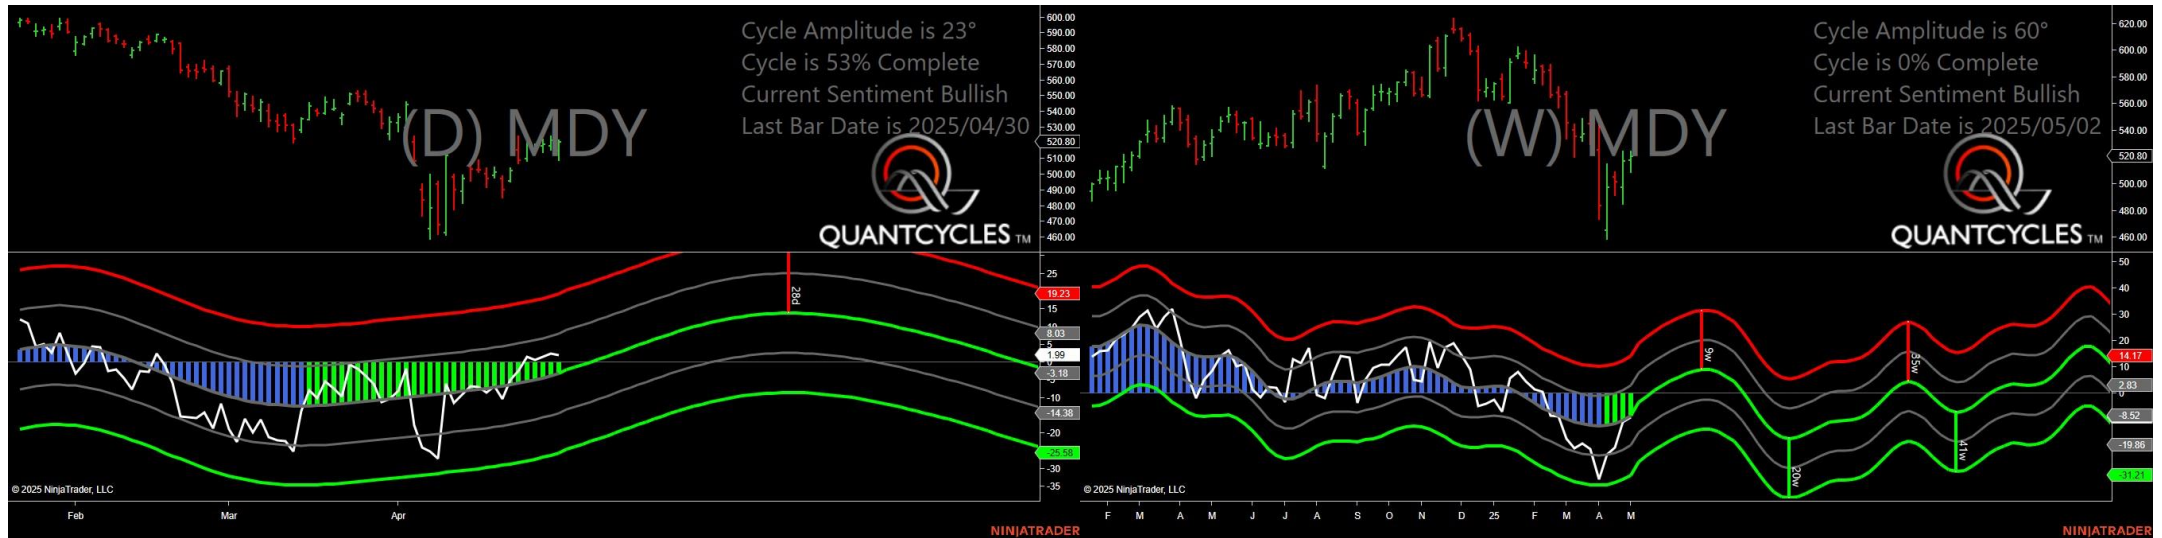 Cycle Amplitude is 23°
Cycle is 53% Complete
Current Sentiment Bullish
Last Bar Date is 2025/04/30
(D) MDY
QUANTCYCLES TM
600.00
590.00
580.00
570.00
560.00
550.00
540.00
530.00
520.80
510.00
500.00
490.00
480.00
470.00
460.00
28d
25
19.23
15
8.03
1.99
-3.18
-10
-14.38
-20
-25.58
-30
-35
© 2025 NinjaTrader, LLC
Feb Mar Apr
NINJATRADER
Cycle Amplitude is 60°
Cycle is 0% Complete
Current Sentiment Bullish
Last Bar Date is 2025/05/02
(W) MDY
QUANTCYCLES TM
620.00
600.00
580.00
560.00
540.00
520.80
500.00
480.00
460.00
9w
20w
35w
41w
50
40
30
20
14.17
10
2.83
0
-8.52
-19.86
-31.21
© 2025 NinjaTrader, LLC
F M A M J J A S O N D 25 F M A M
NINJATRADER